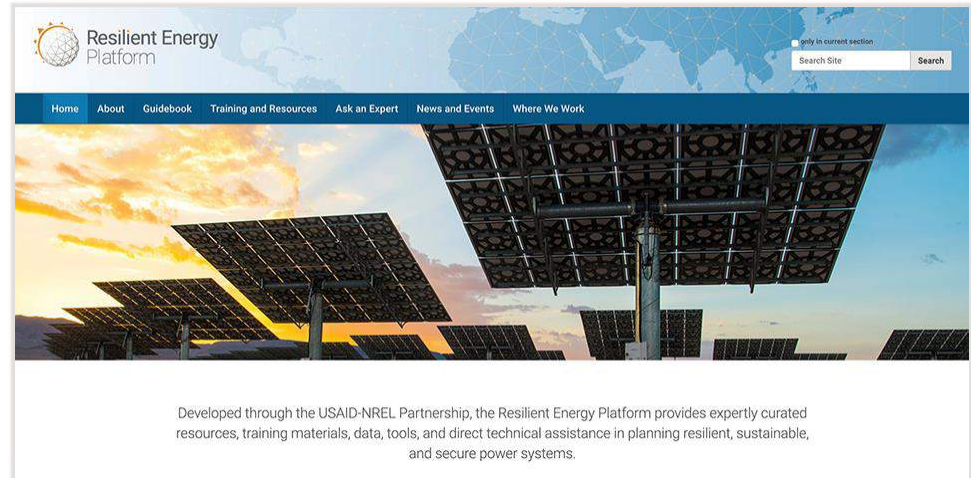 Resilient Energy
Platform
only in current section
Search Site
Search
Home About Guidebook Training and Resources Ask an Expert News and Events Where We Work
Developed through the USAID-NREL Partnership, the Resilient Energy Platform provides expertly curated
resources, training materials, data, tools, and direct technical assistance in planning resilient, sustainable,
and secure power systems.